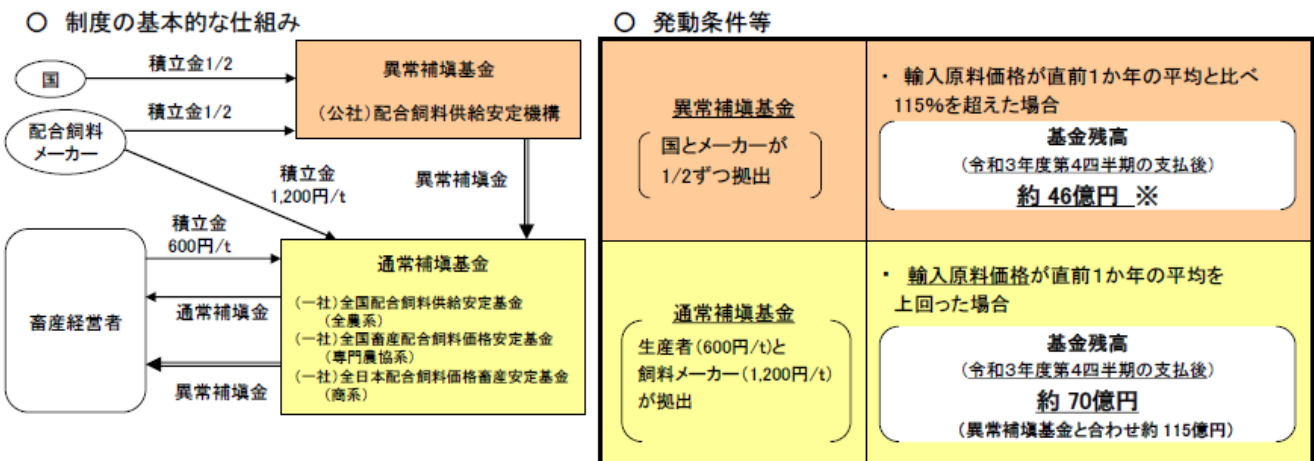 ○ 制度の基本的な仕組み
国
積立金1/2
配合飼料
メーカー
積立金1/2
異常補塡基金
(公社)配合飼料供給安定機構
積立金
1,200円/t
異常補塡金
積立金
600円/t
畜産経営者
通常補塡金
異常補塡金
通常補塡基金
(一社)全国配合飼料供給安定基金
(全農系)
(一社)全国畜産配合飼料価格安定基金
(専門農協系)
(一社)全日本配合飼料価格畜産安定基金
(商系)
○ 発動条件等
異常補塡基金
国とメーカーが
1/2ずつ拠出
・ 輸入原料価格が直前1か年の平均と比べ
115%を超えた場合
基金残高
(令和3年度第4四半期の支払後)
約 46億円 ※
通常補塡基金
生産者(600円/t)と
飼料メーカー(1,200円/t)
が拠出
・ 輸入原料価格が直前1か年の平均を
上回った場合
基金残高
(令和3年度第4四半期の支払後)
約 70億円
(異常補塡基金と合わせ約 115億円)